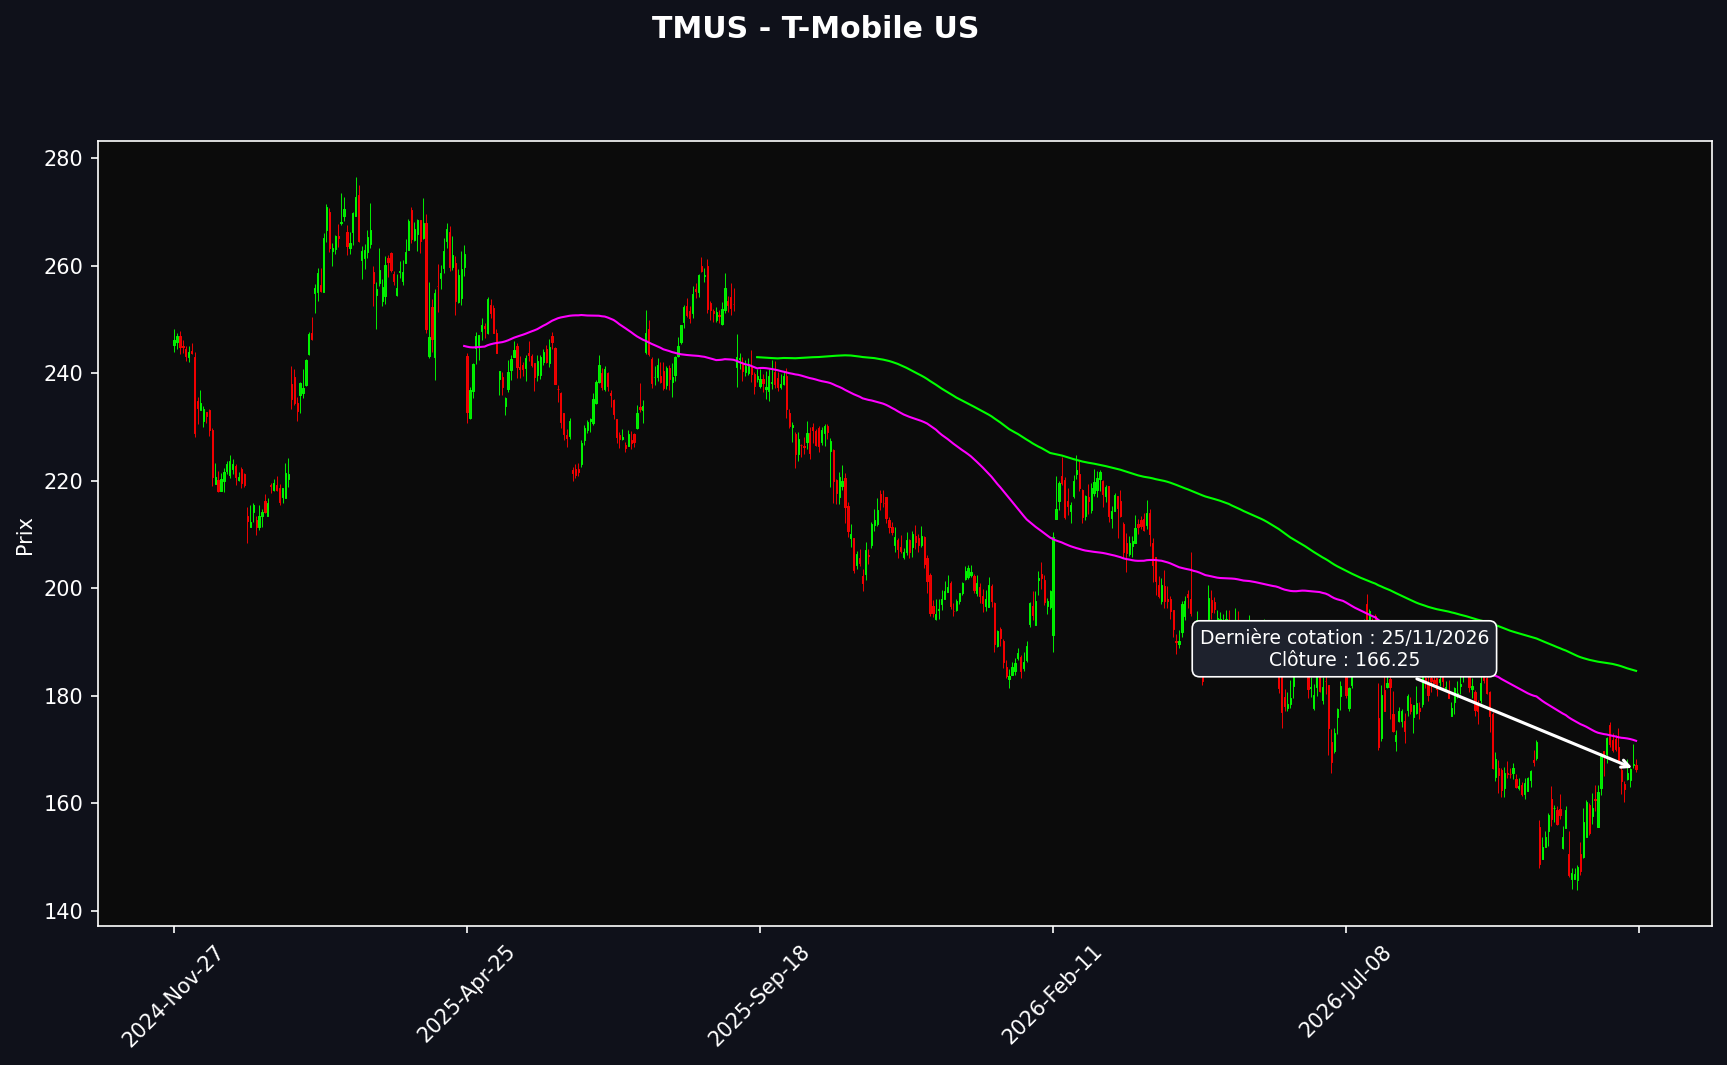 TMUS - T-Mobile US
280
260
240
220
200
180
160
140
Prix
Dernière cotation : 25/11/2026
Clôture : 166.25
2024-Nov-27
2025-Apr-25
2025-Sep-18
2026-Feb-11
2026-Jul-08